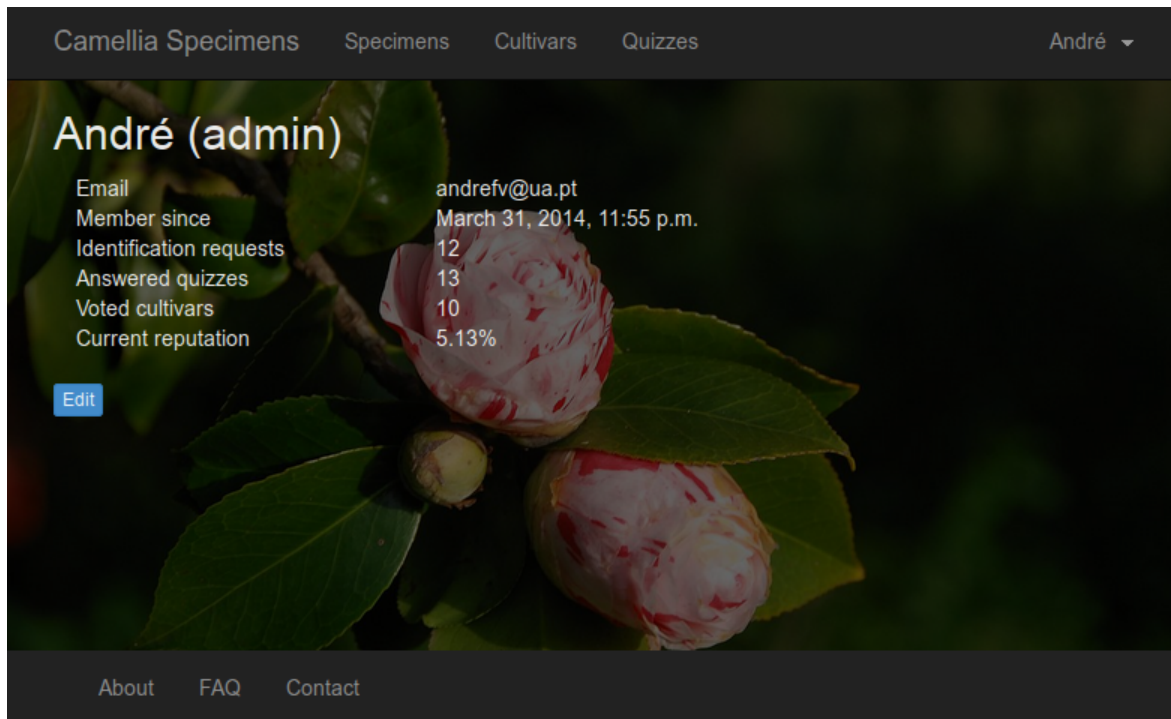 Camellia Specimens Specimens Cultivars Quizzes André
André (admin)
Email andrefv@ua.pt
Member since March 31, 2014, 11:55 p.m.
Identification requests 12
Answered quizzes 13
Voted cultivars 10
Current reputation 5.13%
Edit
About FAQ Contact